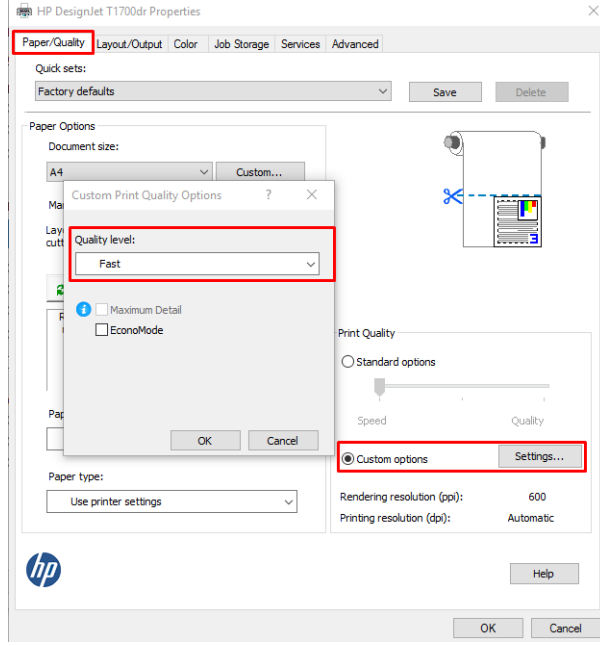 HP DesignJet T1700dr Properties
Paper/Quality Layout/Output Color Job Storage Services Advanced
Quick sets:
Factory defaults
Save
Delete
Paper Options
Document size:
A4
Custom...
Custom Print Quality Options ?
Quality level:
Fast
Maximum Detail
EconoMode
OK
Cancel
Paper type:
Use printer settings
3
Print Quality
Standard options
Speed
Quality
Custom options
Settings...
Rendering resolution (ppi): 600
Printing resolution (dpi): Automatic
hp
Help
OK
Cancel